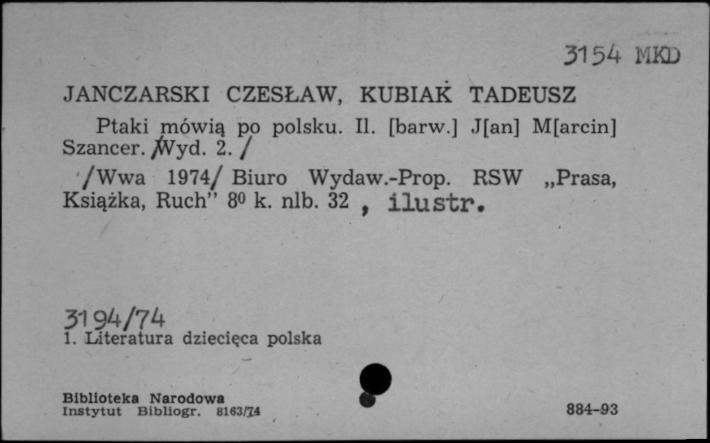 3154 MKD
JANCZARSKI CZESŁAW, KUBIAK TADEUSZ
Ptaki mówią po polsku. Il. [barw.] J[an] M[arcin]
Szancer. /Wyd. 2. /
/Wwa 1974/ Biuro Wydaw.-Prop. RSW „Prasa,
Książka, Ruch” 8⁰ k. nlb. 32 , ilustr.
3194/74
1. Literatura dziecięca polska
Biblioteka Narodowa
Instytut Bibliogr. 8163/74
884-93